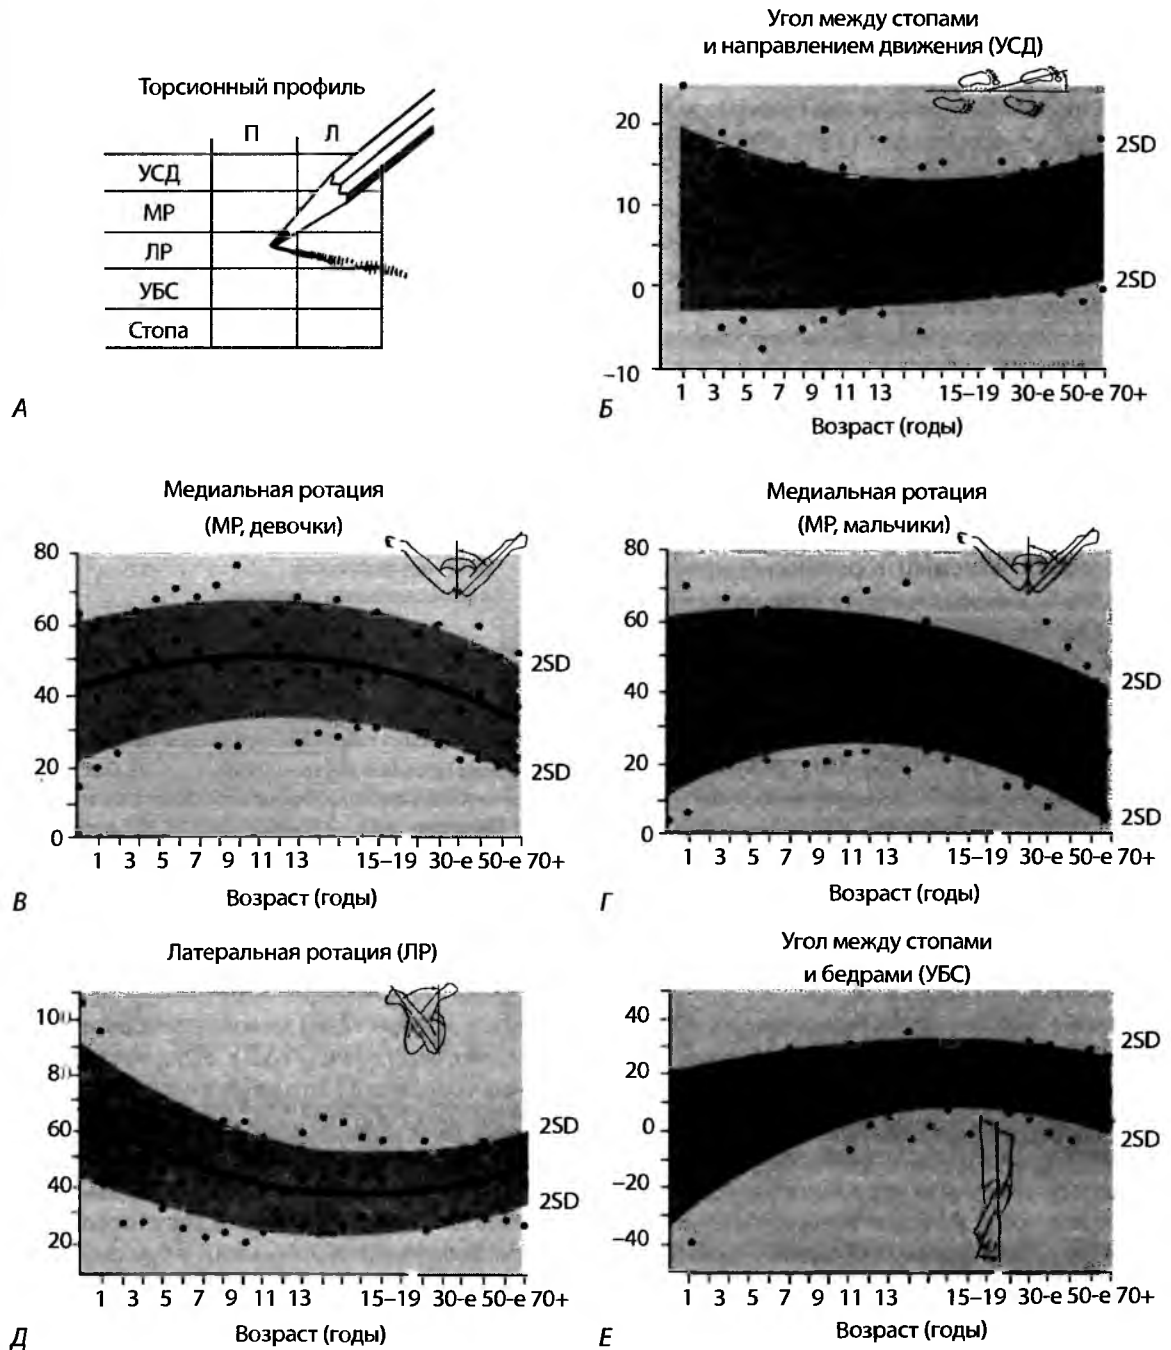 Торсионный профиль
П Л
УСД
МР
ЛР
УБС
Стопа
А
Угол между стопами
и направлением движения (УСД)
20
10
0
–10
2SD
2SD
1 3 5 7 9 11 13 15–19 30-е 50-е 70+
Возраст (годы)
Б
Медиальная ротация
(МР, девочки)
80
60
40
20
0
2SD
2SD
1 3 5 7 9 11 13 15–19 30-е 50-е 70+
Возраст (годы)
В
Медиальная ротация
(МР, мальчики)
80
60
40
20
0
2SD
2SD
1 3 5 7 9 11 13 15–19 30-е 50-е 70+
Возраст (годы)
Г
Латеральная ротация (ЛР)
100
80
60
40
20
2SD
2SD
1 3 5 7 9 11 13 15–19 30-е 50-е 70+
Возраст (годы)
Д
Угол между стопами
и бедрами (УБС)
40
20
0
–20
–40
2SD
2SD
1 3 5 7 9 11 13 15–19 30-е 50-е 70+
Возраст (годы)
Е